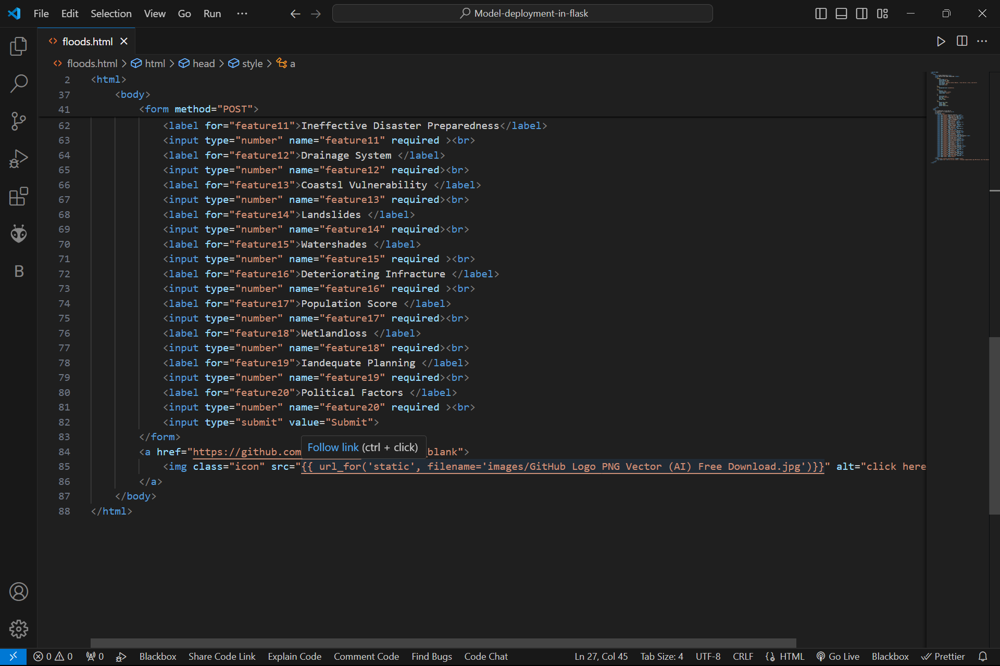 File Edit Selection View Go Run ··· Model-deployment-in-flask
floods.html
floods.html > html > head > style > a
2 <html>
37 <body>
41 <form method="POST">
62 <label for="feature11">Ineffective Disaster Preparedness</label>
63 <input type="number" name="feature11" required ><br>
64 <label for="feature12">Drainage System </label>
65 <input type="number" name="feature12" required><br>
66 <label for="feature13">Coastsl Vulnerability </label>
67 <input type="number" name="feature13" required><br>
68 <label for="feature14">Landslides </label>
69 <input type="number" name="feature14" required><br>
70 <label for="feature15">Watershades </label>
71 <input type="number" name="feature15" required ><br>
72 <label for="feature16">Deteriorating Infracture </label>
73 <input type="number" name="feature16" required ><br>
74 <label for="feature17">Population Score </label>
75 <input type="number" name="feature17" required><br>
76 <label for="feature18">Wetlandloss </label>
77 <input type="number" name="feature18" required><br>
78 <label for="feature19">Iandequate Planning </label>
79 <input type="number" name="feature19" required><br>
80 <label for="feature20">Political Factors </label>
81 <input type="number" name="feature20" required ><br>
82 <input type="submit" value="Submit">
83 </form>
Follow link (ctrl + click)
84 <a href="https://github.com blank">
85 <img class="icon" src="{{ url_for('static', filename='images/GitHub Logo PNG Vector (AI) Free Download.jpg')}}" alt="click here
86 </a>
87 </body>
88 </html>
B
0 0 0 Blackbox Share Code Link Explain Code Comment Code Find Bugs Code Chat Ln 27, Col 45 Tab Size: 4 UTF-8 CRLF {} HTML Go Live Blackbox Prettier